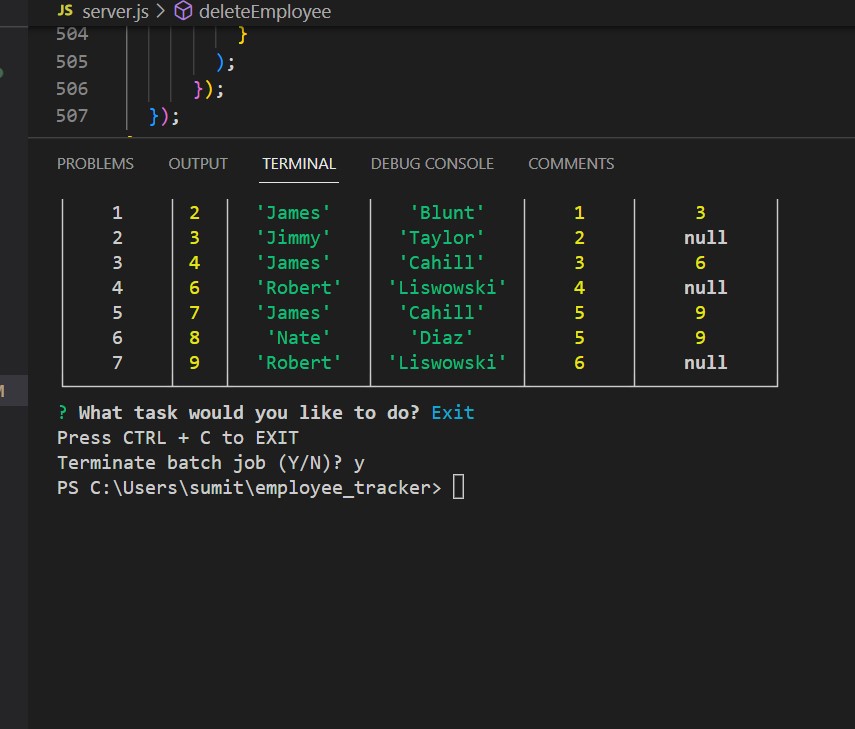 JS server.js > deleteEmployee
504 }
505 );
506 });
507 });
PROBLEMS OUTPUT TERMINAL DEBUG CONSOLE COMMENTS
1 2 'James' 'Blunt' 1 3
2 3 'Jimmy' 'Taylor' 2 null
3 4 'James' 'Cahill' 3 6
4 6 'Robert' 'Liswowski' 4 null
5 7 'James' 'Cahill' 5 9
6 8 'Nate' 'Diaz' 5 9
7 9 'Robert' 'Liswowski' 6 null
? What task would you like to do? Exit
Press CTRL + C to EXIT
Terminate batch job (Y/N)? y
PS C:\Users\sumit\employee_tracker>